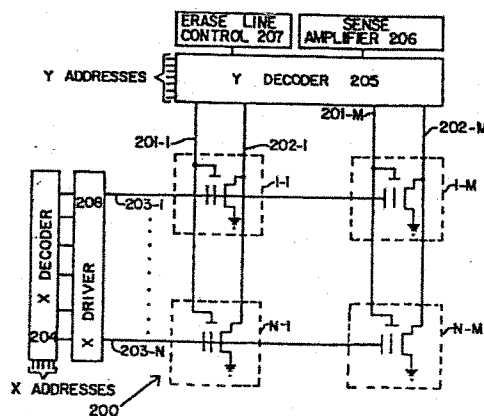 ERASE LINE
CONTROL 207
SENSE
AMPLIFIER 206
Y ADDRESSES
Y DECODER 205
201-1
202-1
201-M
202-M
1-1
1-M
208
203-1
X DECODER
204
X DRIVER
N-1
N-M
203-N
X ADDRESSES
200